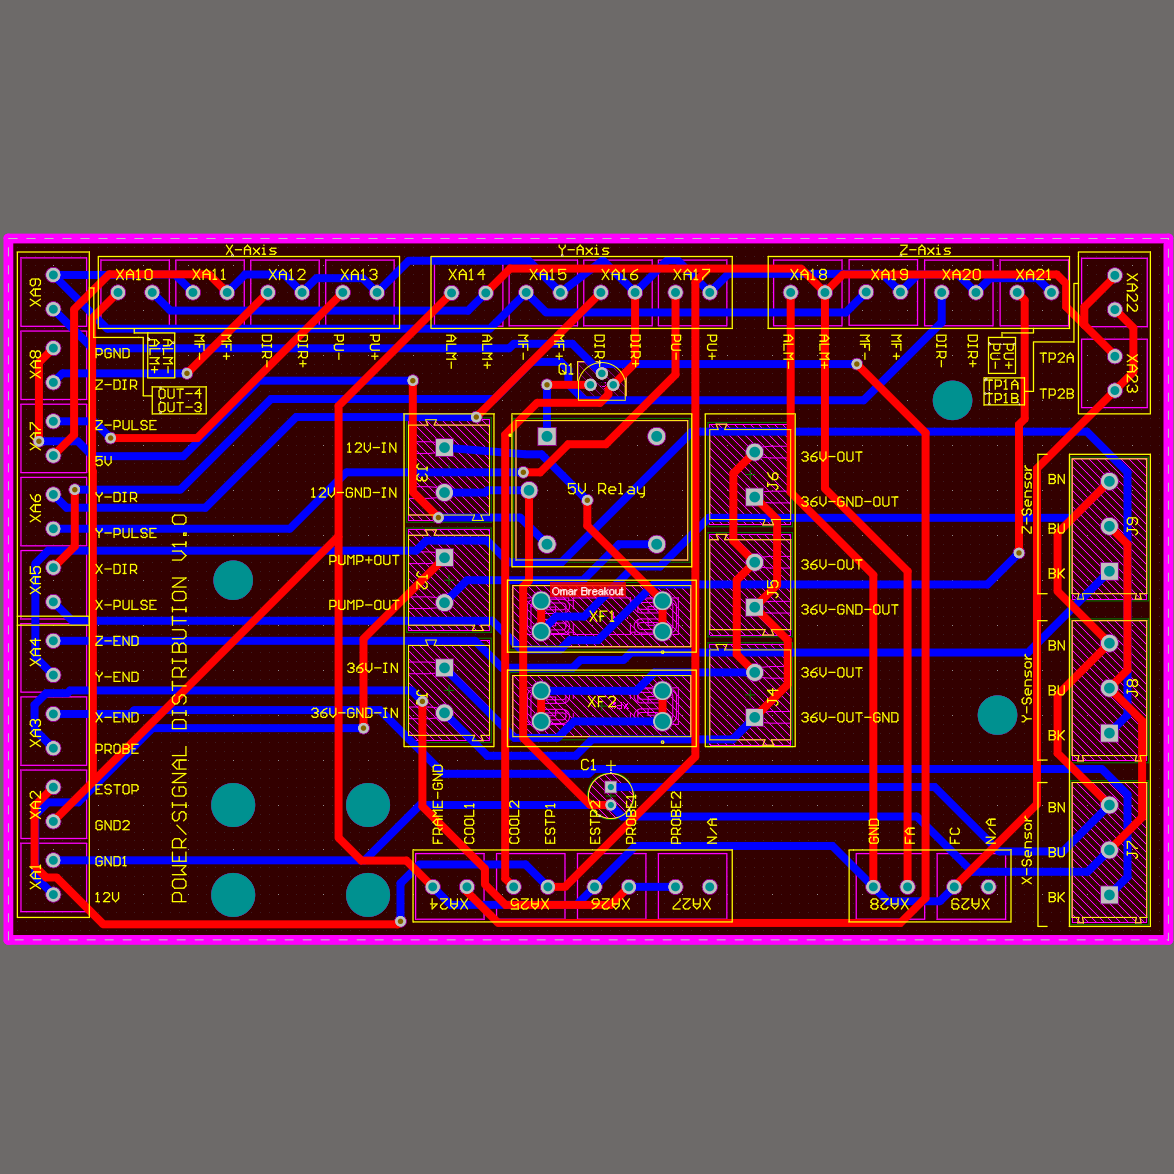 X-Axis
Y-Axis
Z-Axis
XA9
XA10
XA11
XA12
XA13
XA14
XA15
XA16
XA17
XA18
XA19
XA20
XA21
XA22
PGND
ALM+
ALM-
MF-
MF+
DIR-
DIR+
PU-
PU+
ALM-
ALM+
MF-
MF+
DIR+
DIR+
PU-
PU+
ALM-
ALM+
MF-
MF+
DIR-
DIR+
PU-
PU+
TP2A
XA23
XA8
Z-DIR
OUT-4
OUT-3
Q1
TP1A
TP1B
TP2B
XA7
Z-PULSE
5V
12V-IN
J3
12V-GND-IN
5V Relay
J6
36V-OUT
36V-GND-OUT
Z-Sensor
BN
BU
BK
J9
XA6
Y-DIR
Y-PULSE
PUMP+OUT
J2
PUMP-OUT
J5
36V-OUT
36V-GND-OUT
XA5
X-DIR
X-PULSE
Omar Breakout
XF1
XA4
Z-END
Y-END
36V-IN
36V-GND-IN
XF2
J4
36V-OUT
36V-OUT-GND
Y-Sensor
BN
BU
BK
J8
XA3
X-END
PROBE
POWER/SIGNAL DISTRIBUTION V1.0
C1
XA2
ESTOP
GND2
FRAME-GND
COOL1
COOL2
ESTP1
ESTP2
PROBE1
PROBE2
N/A
GND
FA
FC
N/A
X-Sensor
BN
BU
BK
J7
XA1
GND1
12V
XA24
XA25
XA26
XA27
XA28
XA29